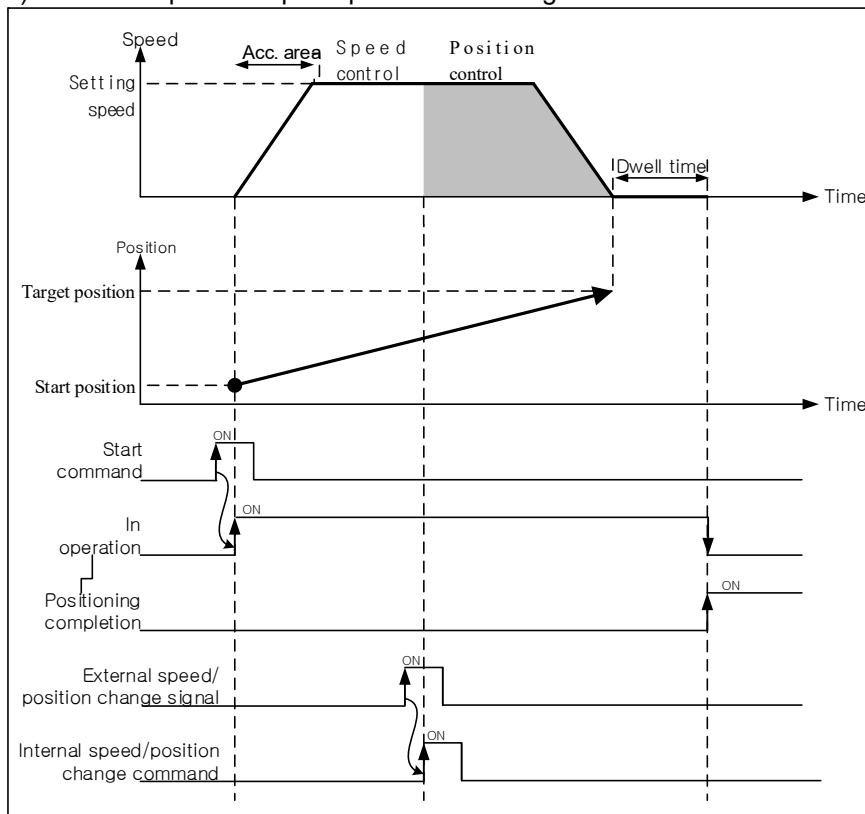 Speed
Acc. area
Speed
control
Position
control
Setting
speed
Dwell time
Time
Position
Target position
Start position
Time
ON
Start
command
ON
In
operation
ON
Positioning
completion
ON
External speed/
position change signal
ON
Internal speed/position
change command